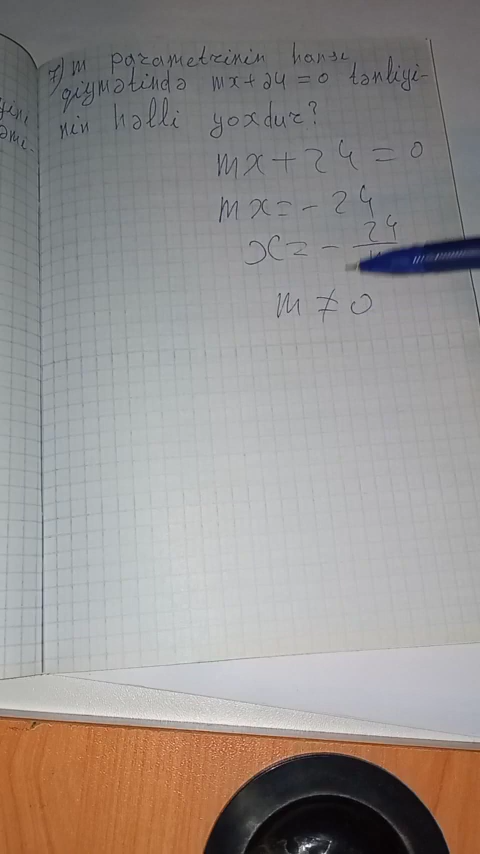 7) m parametrinin hansı
qiymətində mx+24=0 tənliyi-
nin həlli yoxdur?
mx+24=0
mx=-24
x=-24/m
m≠0